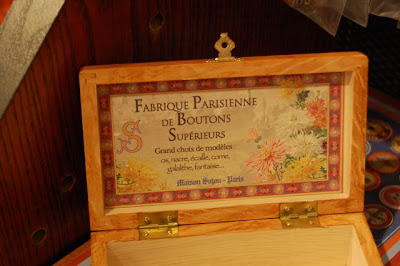 Fabrique Parisienne
de Boutons
Supérieurs
S
Grand choix de modèles
os, nacre, écaille, corne,
galalithe, fantaisie...
Maison Sajou - Paris